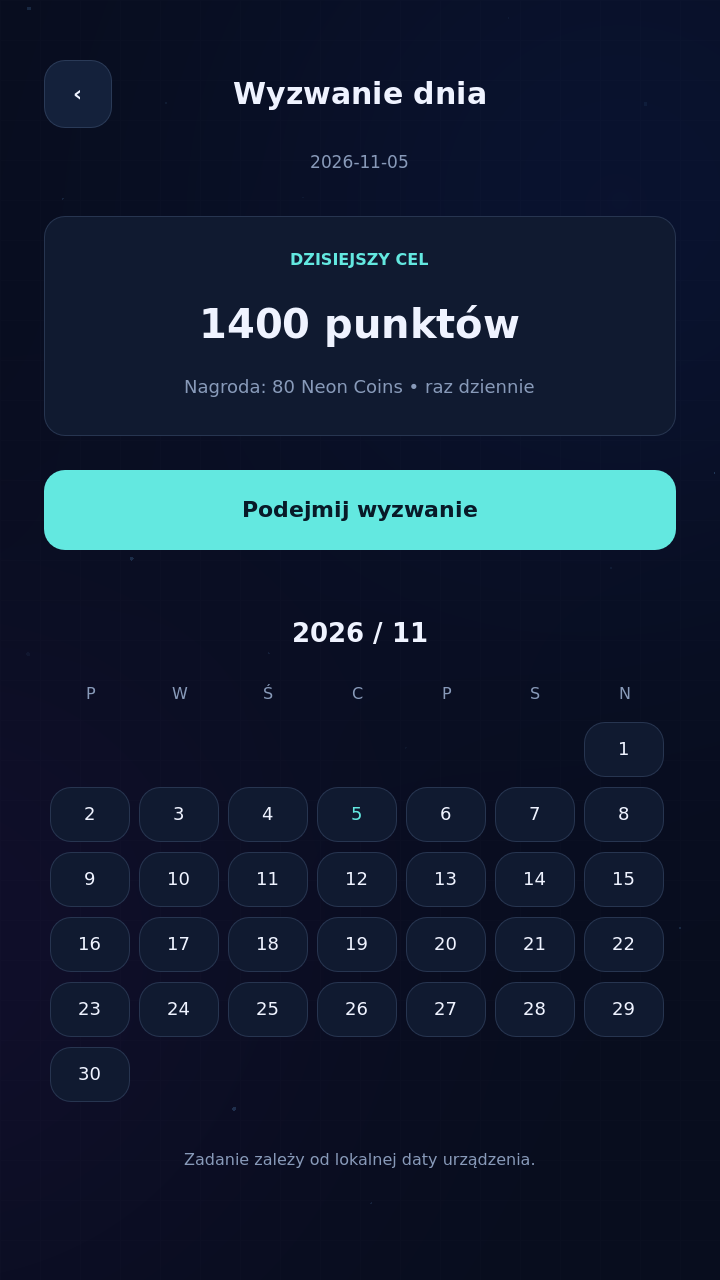 ‹
Wyzwanie dnia
2026-11-05
DZISIEJSZY CEL
1400 punktów
Nagroda: 80 Neon Coins • raz dziennie
Podejmij wyzwanie
2026 / 11
P W Ś C P S N
1
2 3 4 5 6 7 8
9 10 11 12 13 14 15
16 17 18 19 20 21 22
23 24 25 26 27 28 29
30
Zadanie zależy od lokalnej daty urządzenia.